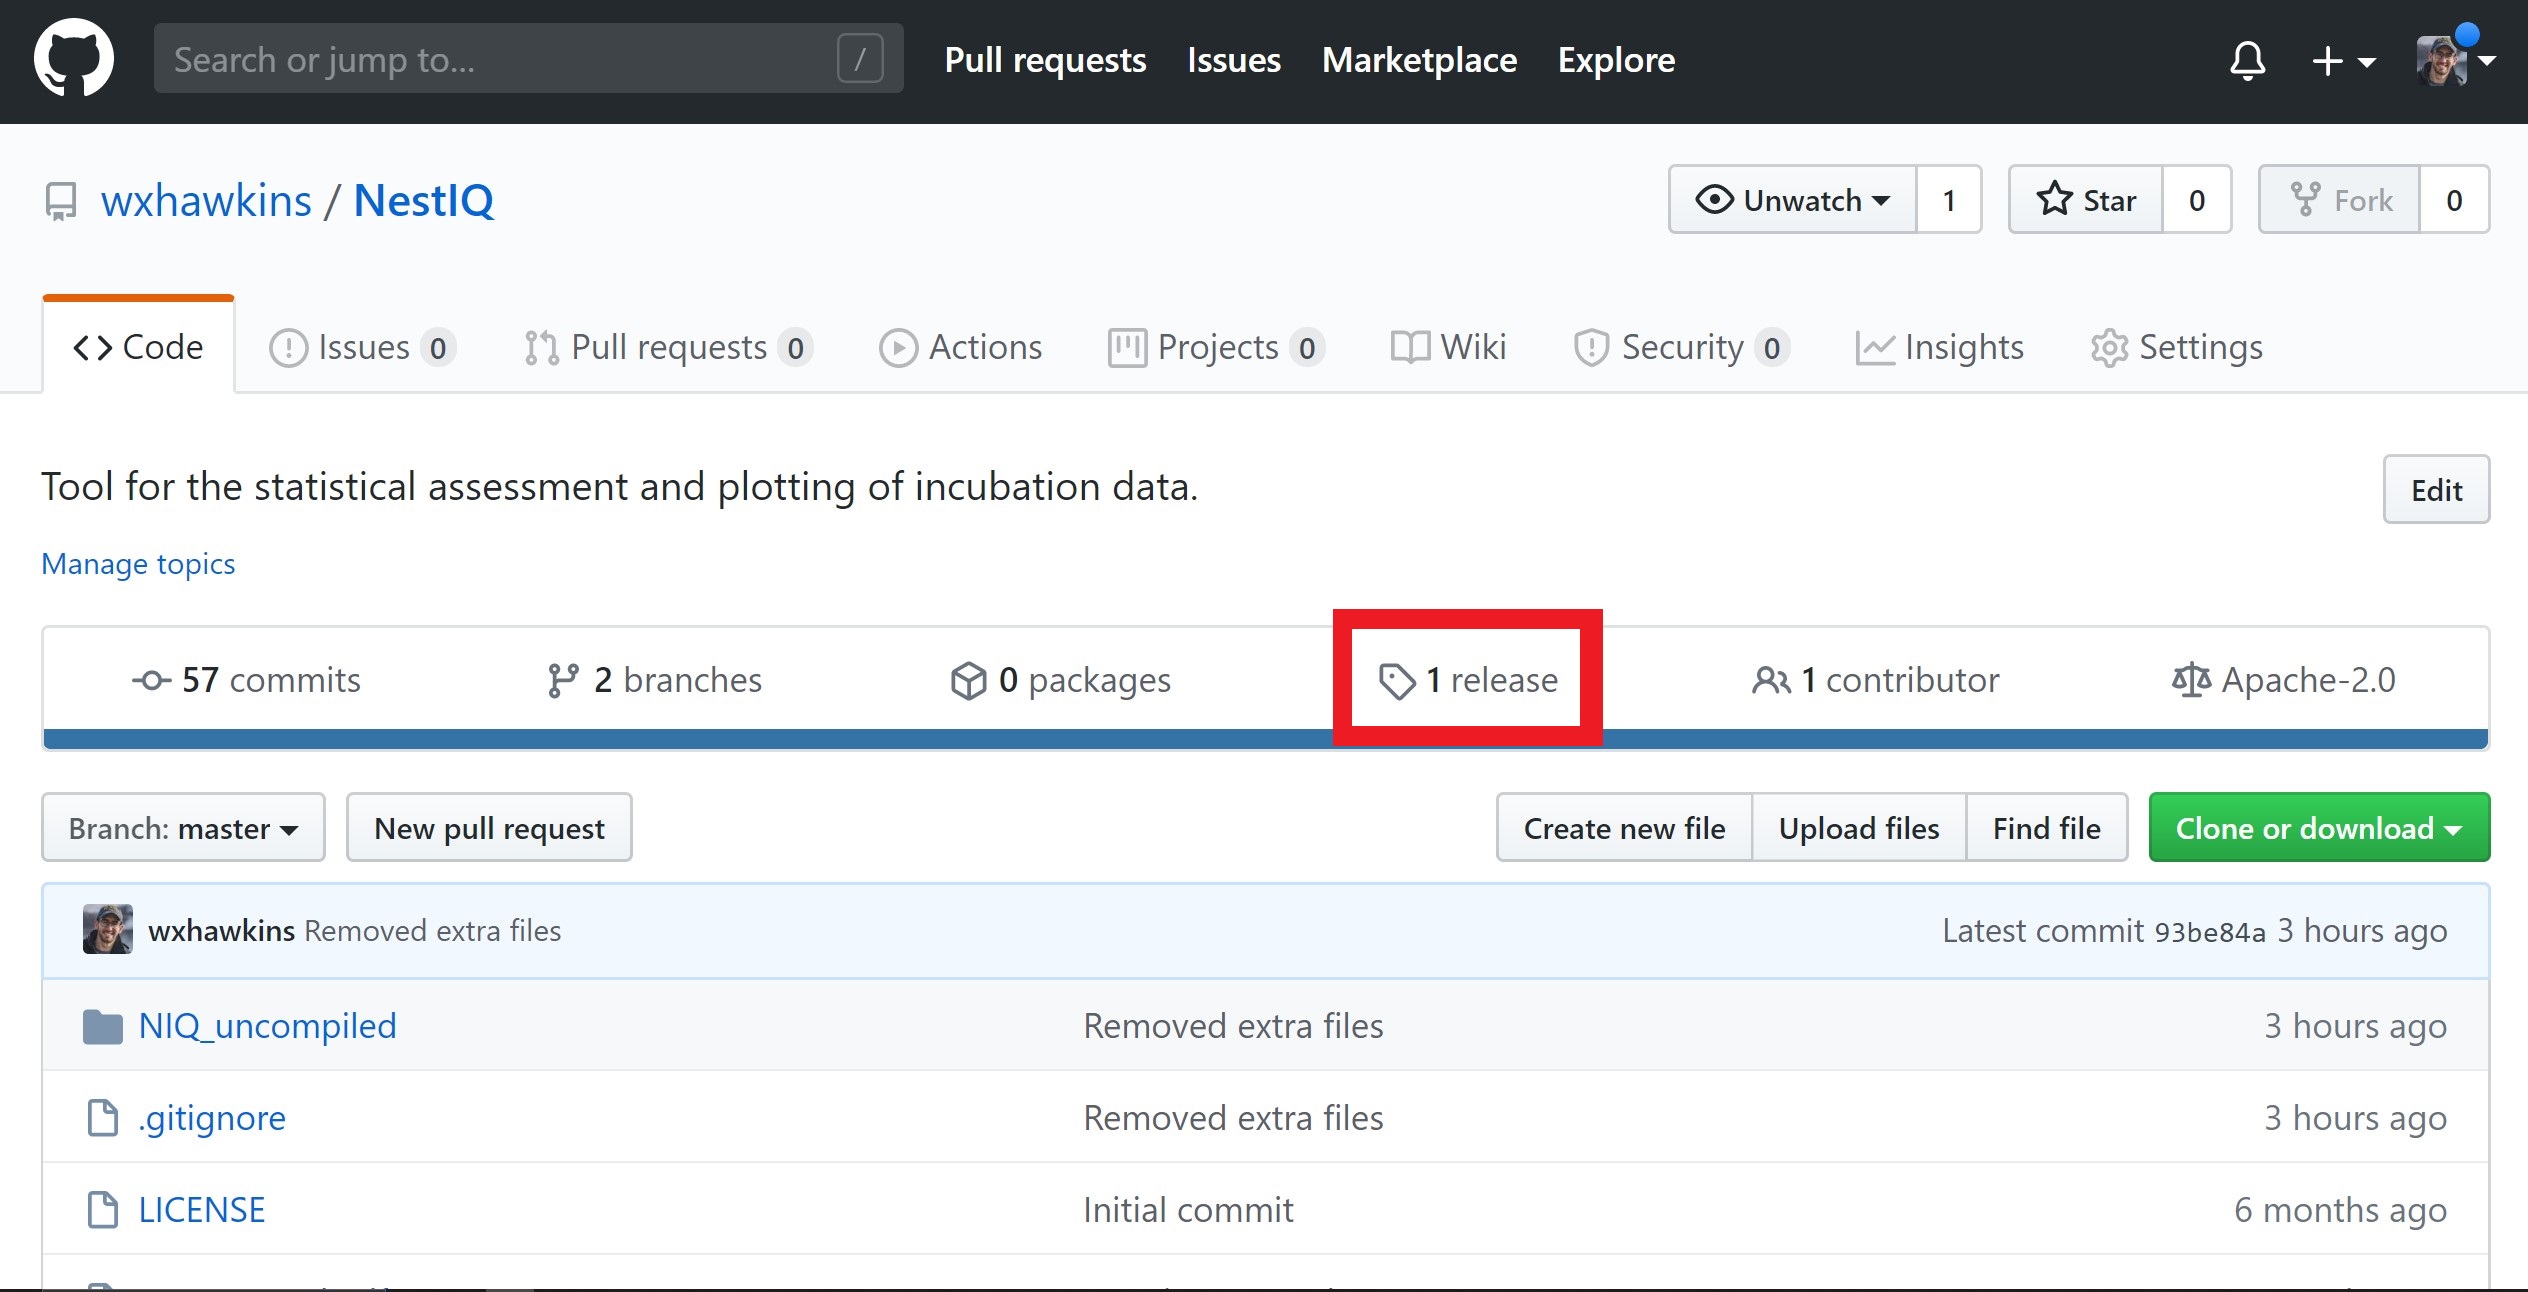 Search or jump to... / Pull requests Issues Marketplace Explore
wxhawkins / NestIQ Unwatch 1 Star 0 Fork 0
Code Issues 0 Pull requests 0 Actions Projects 0 Wiki Security 0 Insights Settings
Tool for the statistical assessment and plotting of incubation data. Edit
Manage topics
57 commits 2 branches 0 packages 1 release 1 contributor Apache-2.0
Branch: master New pull request Create new file Upload files Find file Clone or download
wxhawkins Removed extra files Latest commit 93be84a 3 hours ago
NIQ_uncompiled Removed extra files 3 hours ago
.gitignore Removed extra files 3 hours ago
LICENSE Initial commit 6 months ago